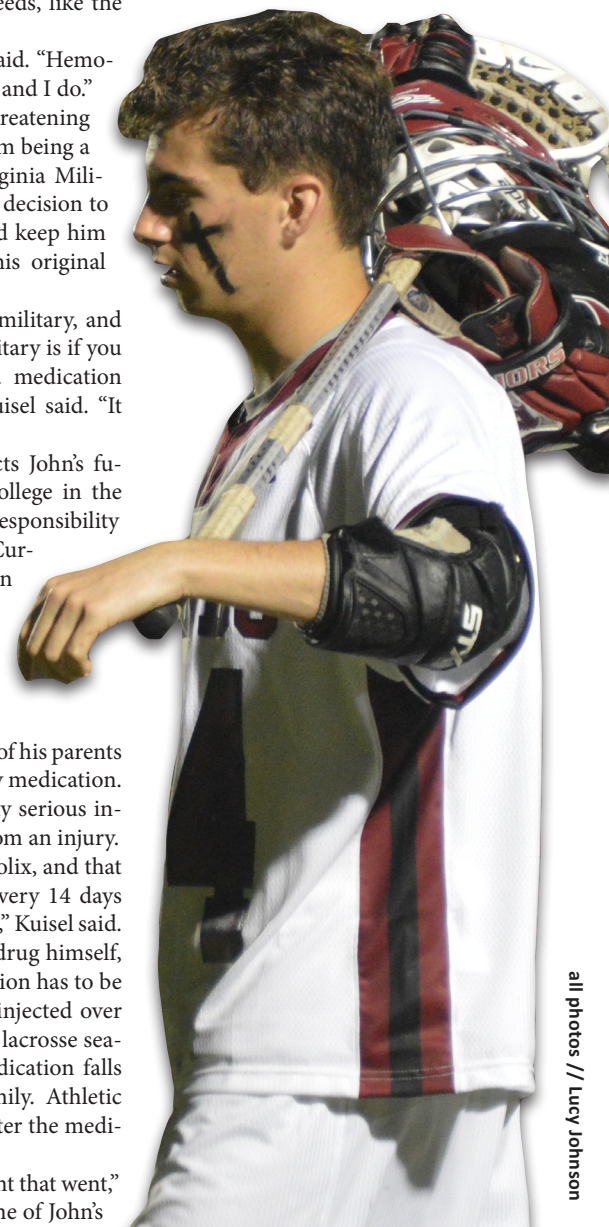 eeds, like the
aid. “Hemo-
and I do.”
reatening
m being a
ginia Mili-
decision to
d keep him
his original
military, and
itary is if you
medication
uisel said. “It
cts John’s fu-
ollege in the
esponsibility
Cur-
n
of his parents
y medication.
y serious in-
om an injury.
olix, and that
very 14 days
,” Kuisel said.
drug himself,
ion has to be
injected over
lacrosse sea-
dication falls
ily. Athletic
ter the medi-
nt that went,”
ne of John’s
IORS
STX
all photos // Lucy Johnson